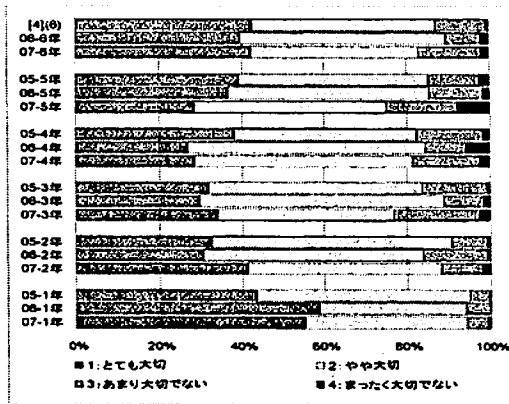 [4](6)
06-6年
07-6年
05-5年
06-5年
07-5年
05-4年
06-4年
07-4年
05-3年
06-3年
07-3年
05-2年
06-2年
07-2年
05-1年
06-1年
07-1年
0% 20% 40% 60% 80% 100%
1:とても大切 2:やや大切
3:あまり大切でない 4:まったく大切でない